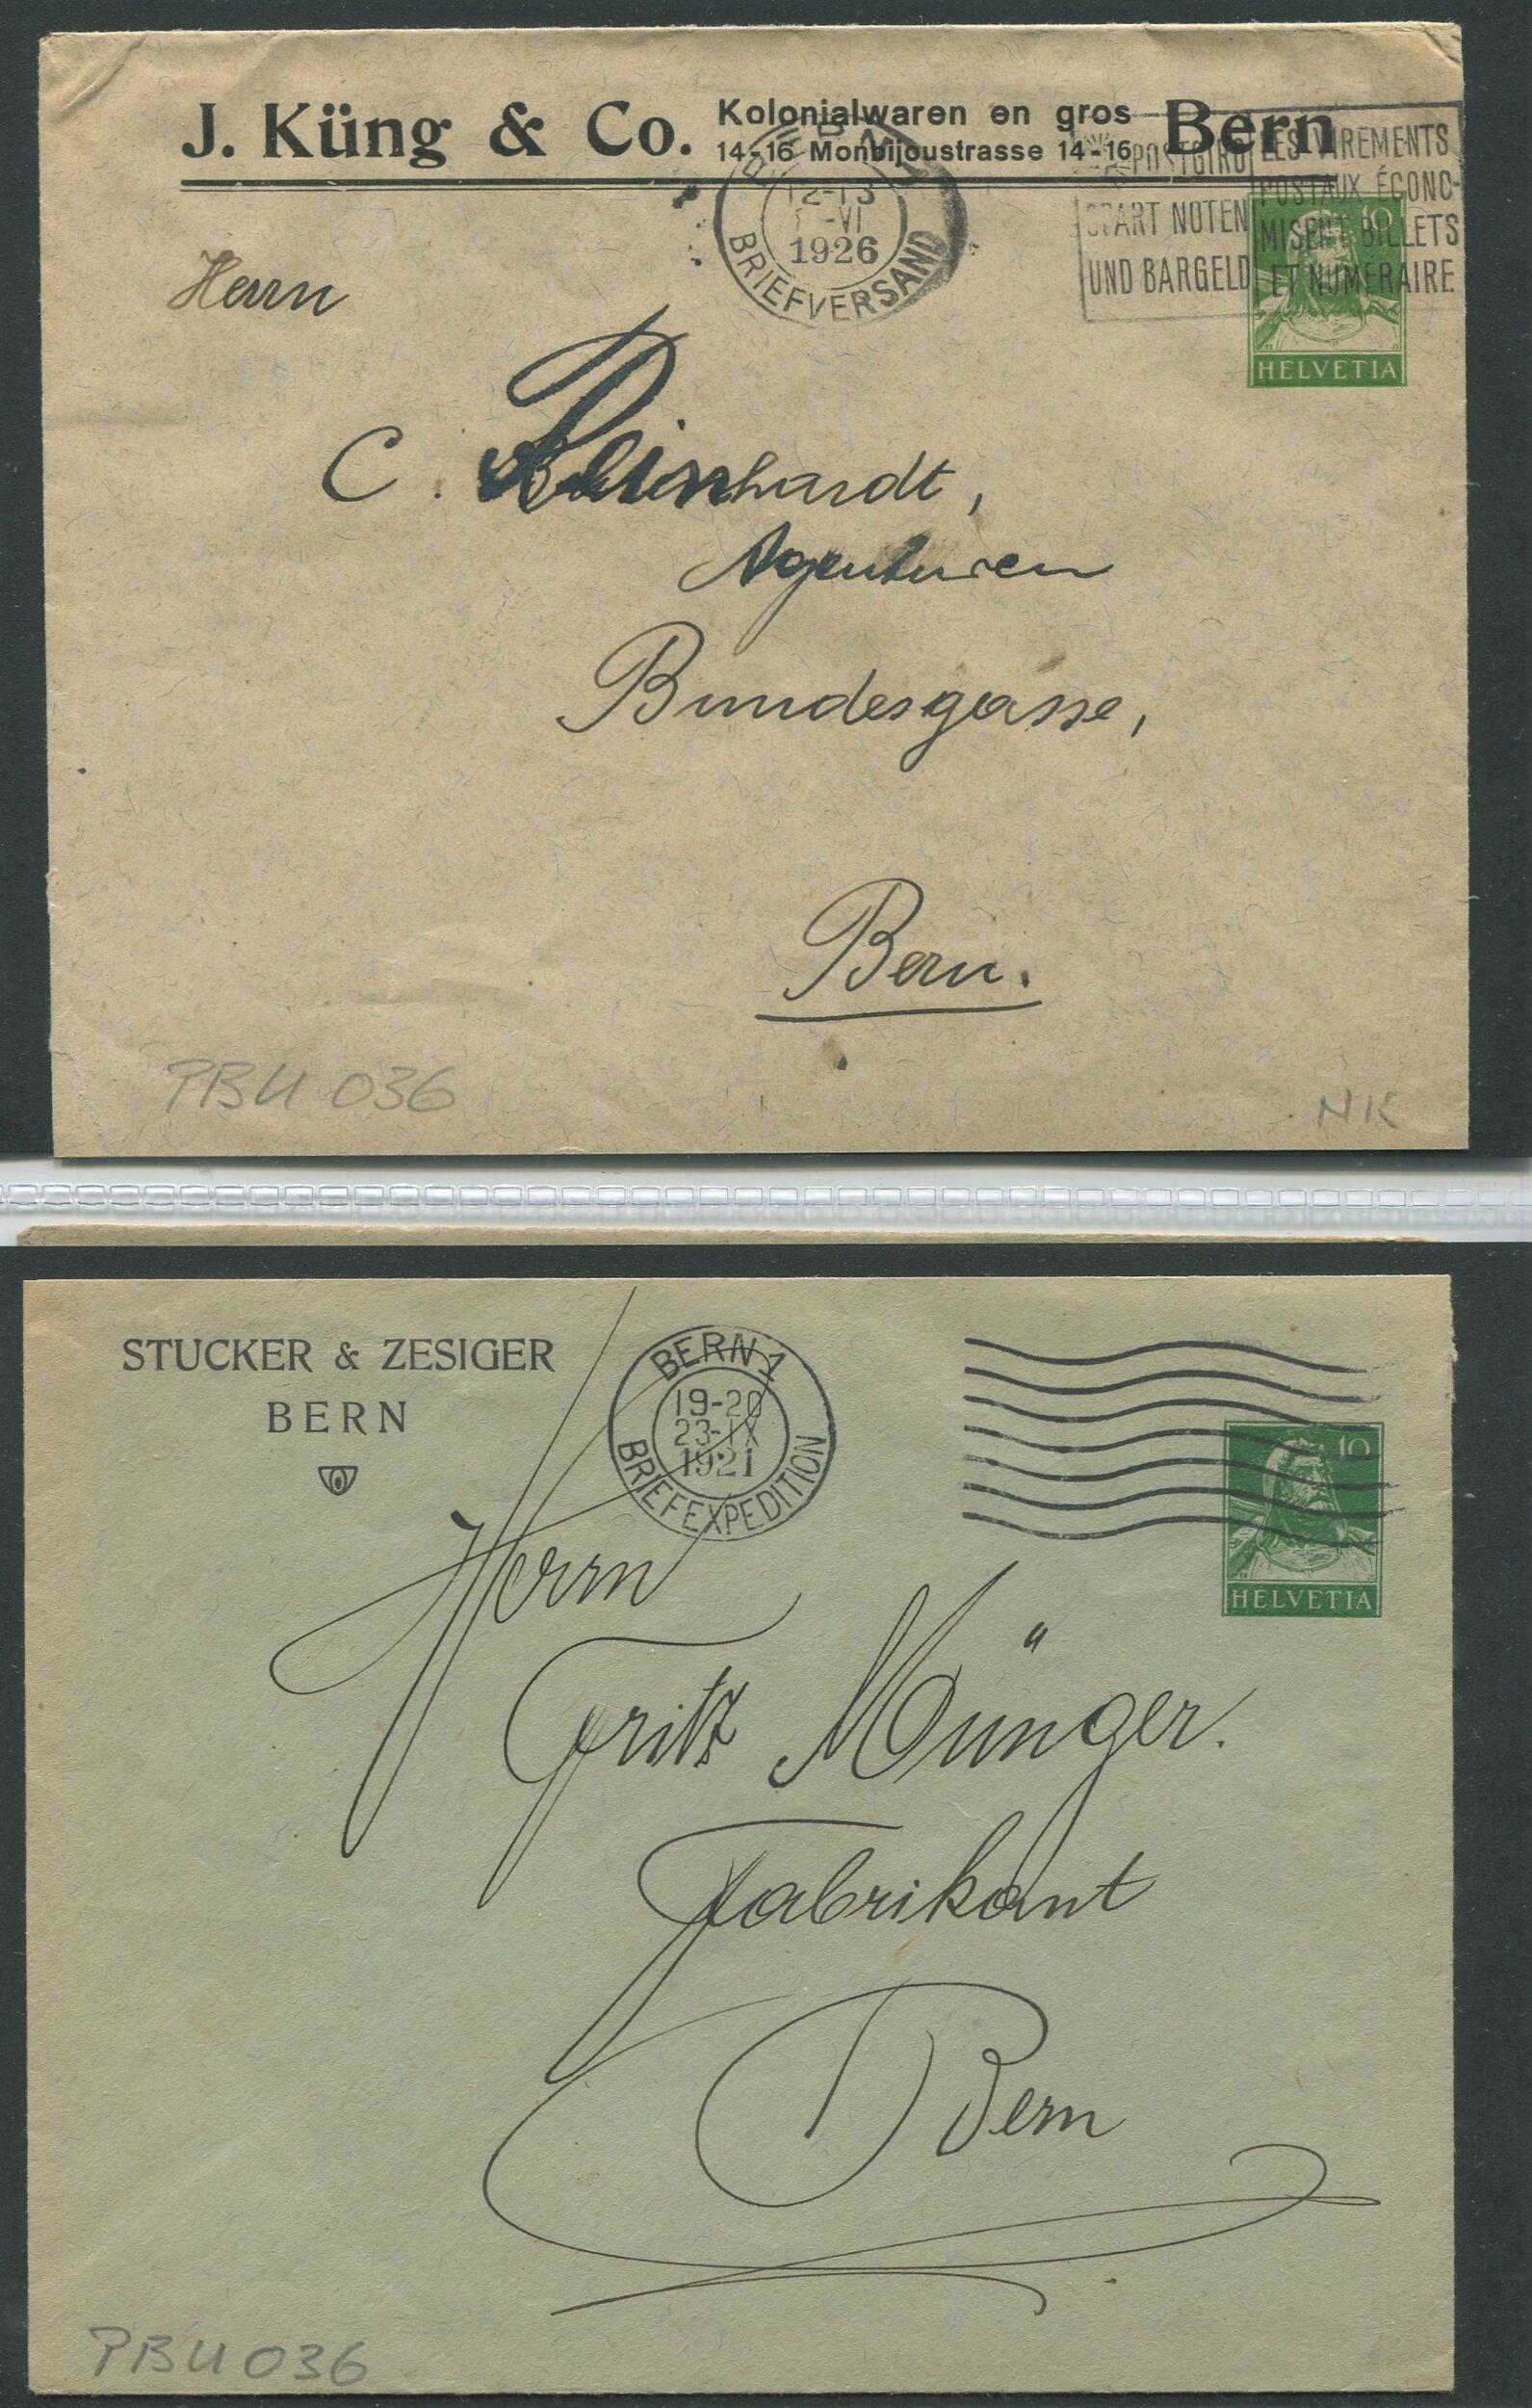 J. Küng & Co. Kolonialwaren en gros Bern
14-16 Monbijoustrasse 14-16
12-13
-VI
1926
BRIEFVERSAND
POSTGIRO
SPART NOTEN
UND BARGELD
LES VIREMENTS
POSTAUX ÉCONO-
MISENT BILLETS
ET NUMÉRAIRE
10
HELVETIA
Herrn
C. Reinhardt,
Agenturen
Bundesgasse,
Bern.
PBU 036
NK
STUCKER & ZESIGER
BERN
BERN 1
19-20
23-IX
1921
BRIEFEXPEDITION
10
HELVETIA
Herrn
Fritz Münger.
Fabrikant
Bern
PBU 036